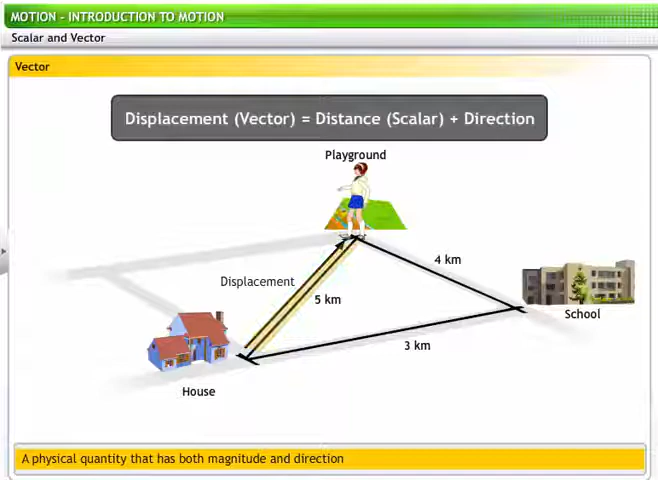 MOTION - INTRODUCTION TO MOTION
Scalar and Vector
Vector
Displacement (Vector) = Distance (Scalar) + Direction
Playground
4 km
Displacement
5 km
School
3 km
House
A physical quantity that has both magnitude and direction